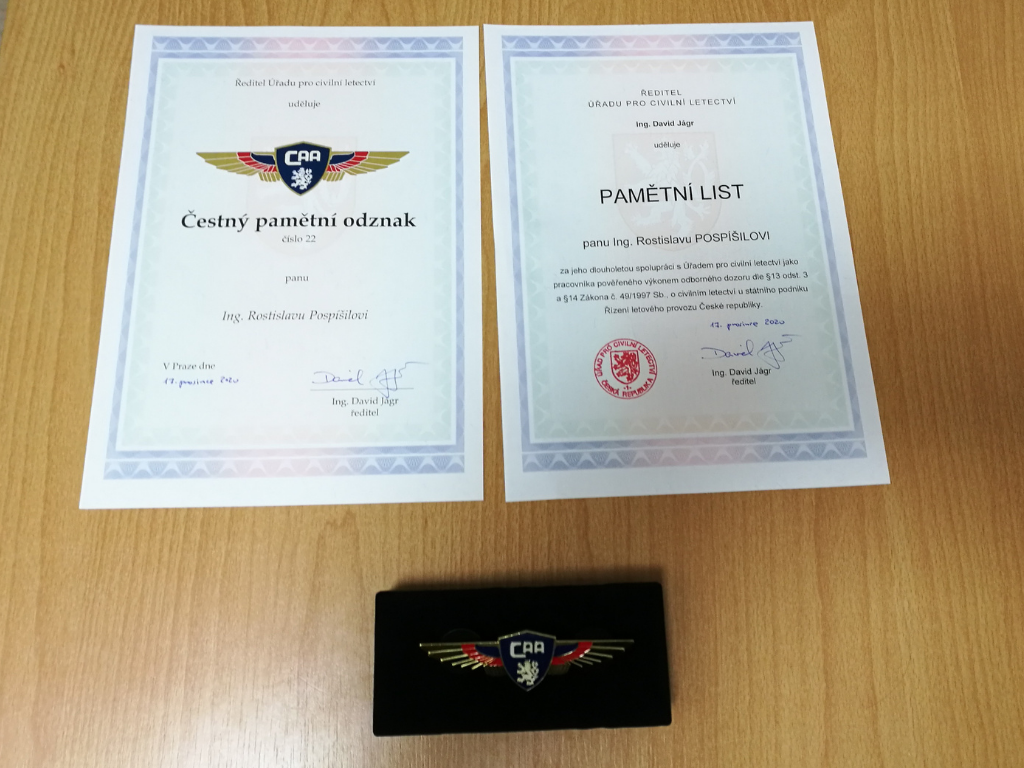 Ředitel Úřadu pro civilní letectví
uděluje
CAA
Čestný pamětní odznak
číslo 22
panu
Ing. Rostislavu Pospíšilovi
V Praze dne
17. prosince 2020
Ing. David Jágr
ředitel
ŘEDITEL
ÚŘADU PRO CIVILNÍ LETECTVÍ
Ing. David Jágr
uděluje
PAMĚTNÍ LIST
panu Ing. Rostislavu POSPÍŠILOVI
za jeho dlouholetou spolupráci s Úřadem pro civilní letectví jako
pracovníka pověřeného výkonem odborného dozoru dle §13 odst. 3
a §14 Zákona č. 49/1997 Sb., o civilním letectví u státního podniku
Řízení letového provozu České republiky.
17. prosince 2020
ÚŘAD PRO CIVILNÍ LETECTVÍ
ČESKÁ REPUBLIKA
-1-
Ing. David Jágr
ředitel
CAA